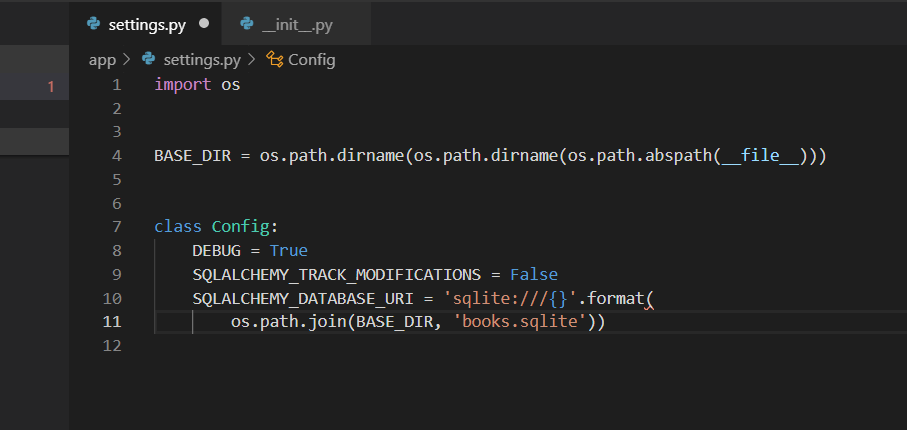 settings.py
__init__.py
app > settings.py > Config
1
1 import os
2
3
4 BASE_DIR = os.path.dirname(os.path.dirname(os.path.abspath(__file__)))
5
6
7 class Config:
8     DEBUG = True
9     SQLALCHEMY_TRACK_MODIFICATIONS = False
10     SQLALCHEMY_DATABASE_URI = 'sqlite:///{}'.format(
11         os.path.join(BASE_DIR, 'books.sqlite'))
12